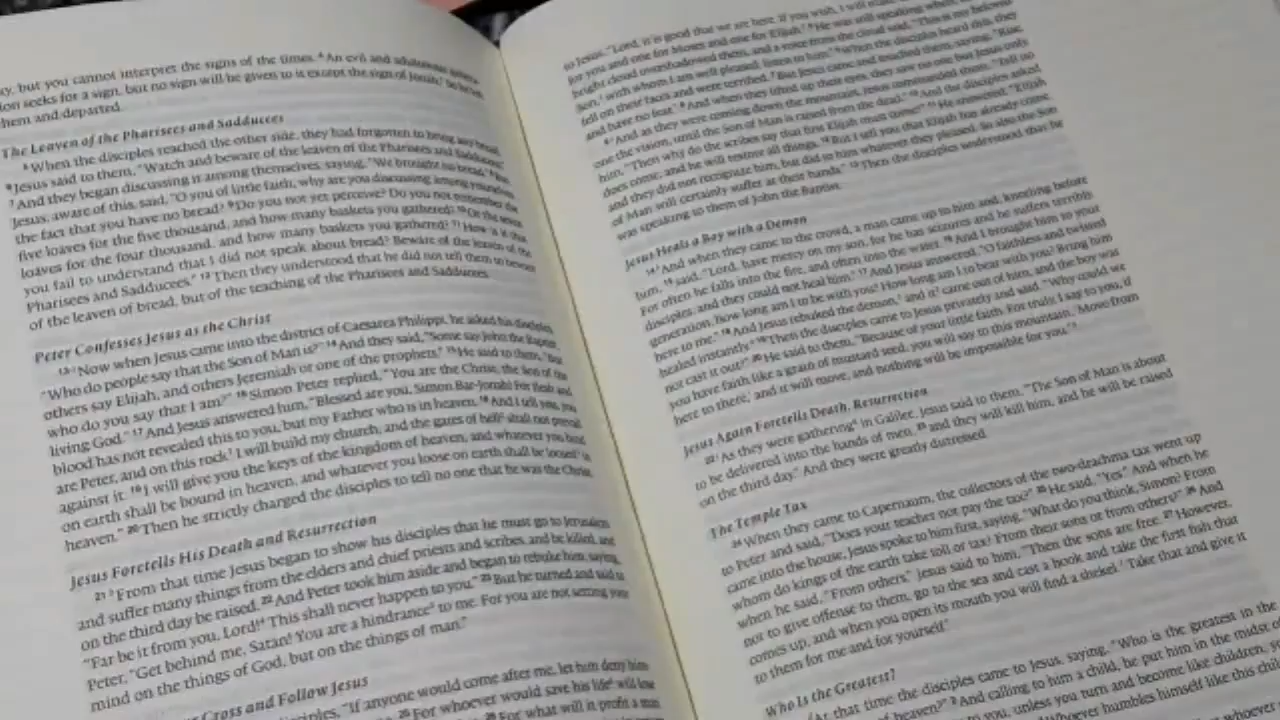 y, but you cannot interpret the signs of the times. ⁴ An evil and adulterous
ion seeks for a sign, but no sign will be given to it except the sign of Jonah." So he left
them and departed.
The Leaven of the Pharisees and Sadducees
⁵ When the disciples reached the other side, they had forgotten to bring any bread.
⁶ Jesus said to them, "Watch and beware of the leaven of the Pharisees and Sadducees."
⁷ And they began discussing it among themselves, saying, "We brought no bread." ⁸ But
Jesus, aware of this, said, "O you of little faith, why are you discussing among yourselves
the fact that you have no bread? ⁹ Do you not yet perceive? Do you not remember the
five loaves for the five thousand, and how many baskets you gathered? ¹⁰ Or the seven
loaves for the four thousand, and how many baskets you gathered? ¹¹ How is it that
you fail to understand that I did not speak about bread? Beware of the leaven of the
Pharisees and Sadducees." ¹² Then they understood that he did not tell them to beware
of the leaven of bread, but of the teaching of the Pharisees and Sadducees.
Peter Confesses Jesus as the Christ
¹³ Now when Jesus came into the district of Caesarea Philippi, he asked his disciples,
"Who do people say that the Son of Man is?" ¹⁴ And they said, "Some say John the Baptist,
others say Elijah, and others Jeremiah or one of the prophets." ¹⁵ He said to them, "But
who do you say that I am?" ¹⁶ Simon Peter replied, "You are the Christ, the Son of the
living God." ¹⁷ And Jesus answered him, "Blessed are you, Simon Bar-Jonah! For flesh and
blood has not revealed this to you, but my Father who is in heaven. ¹⁸ And I tell you, you
are Peter, and on this rock I will build my church, and the gates of hell shall not prevail
against it. ¹⁹ I will give you the keys of the kingdom of heaven, and whatever you bind
on earth shall be bound in heaven, and whatever you loose on earth shall be loosed in
heaven." ²⁰ Then he strictly charged the disciples to tell no one that he was the Christ.
Jesus Foretells His Death and Resurrection
²¹ From that time Jesus began to show his disciples that he must go to Jerusalem
and suffer many things from the elders and chief priests and scribes, and be killed, and
on the third day be raised. ²² And Peter took him aside and began to rebuke him, saying,
"Far be it from you, Lord! This shall never happen to you." ²³ But he turned and said to
Peter, "Get behind me, Satan! You are a hindrance to me. For you are not setting your
mind on the things of God, but on the things of man."
Cross and Follow Jesus
disciples, "If anyone would come after me, let him deny him
²⁵ For whoever would save his life will lose
²⁶ For what will it profit a man
to Jesus, "Lord, it is good that we are here. If you wish, I will make
for you and one for Moses and one for Elijah." ⁵ He was still speaking when,
bright cloud overshadowed them, and a voice from the cloud said, "This is my beloved
Son, with whom I am well pleased; listen to him." ⁶ When the disciples heard this, they
fell on their faces and were terrified. ⁷ But Jesus came and touched them, saying, "Rise,
and have no fear." ⁸ And when they lifted up their eyes, they saw no one but Jesus only.
⁹ And as they were coming down the mountain, Jesus commanded them, "Tell no
one the vision, until the Son of Man is raised from the dead." ¹⁰ And the disciples asked
him, "Then why do the scribes say that first Elijah must come?" ¹¹ He answered, "Elijah
does come, and he will restore all things. ¹² But I tell you that Elijah has already come,
and they did not recognize him, but did to him whatever they pleased. So also the Son
of Man will certainly suffer at their hands." ¹³ Then the disciples understood that he
was speaking to them of John the Baptist.
Jesus Heals a Boy with a Demon
¹⁴ And when they came to the crowd, a man came up to him and, kneeling before
him, ¹⁵ said, "Lord, have mercy on my son, for he has seizures and he suffers terribly.
For often he falls into the fire, and often into the water. ¹⁶ And I brought him to your
disciples, and they could not heal him." ¹⁷ And Jesus answered, "O faithless and twisted
generation, how long am I to be with you? How long am I to bear with you? Bring him
here to me." ¹⁸ And Jesus rebuked the demon, and it came out of him, and the boy was
healed instantly. ¹⁹ Then the disciples came to Jesus privately and said, "Why could we
not cast it out?" ²⁰ He said to them, "Because of your little faith. For truly, I say to you, if
you have faith like a grain of mustard seed, you will say to this mountain, 'Move from
here to there,' and it will move, and nothing will be impossible for you."
Jesus Again Foretells Death, Resurrection
²² As they were gathering in Galilee, Jesus said to them, "The Son of Man is about
to be delivered into the hands of men, ²³ and they will kill him, and he will be raised
on the third day." And they were greatly distressed.
The Temple Tax
²⁴ When they came to Capernaum, the collectors of the two-drachma tax went up
to Peter and said, "Does your teacher not pay the tax?" ²⁵ He said, "Yes." And when he
came into the house, Jesus spoke to him first, saying, "What do you think, Simon? From
whom do kings of the earth take toll or tax? From their sons or from others?" ²⁶ And
when he said, "From others," Jesus said to him, "Then the sons are free. ²⁷ However,
not to give offense to them, go to the sea and cast a hook and take the first fish that
comes up, and when you open its mouth you will find a shekel. Take that and give it
to them for me and for yourself."
Who Is the Greatest?
At that time the disciples came to Jesus, saying, "Who is the greatest in the
of heaven?" ² And calling to him a child, he put him in the midst of
you, unless you turn and become like children,
Whoever humbles himself like this child
whoever